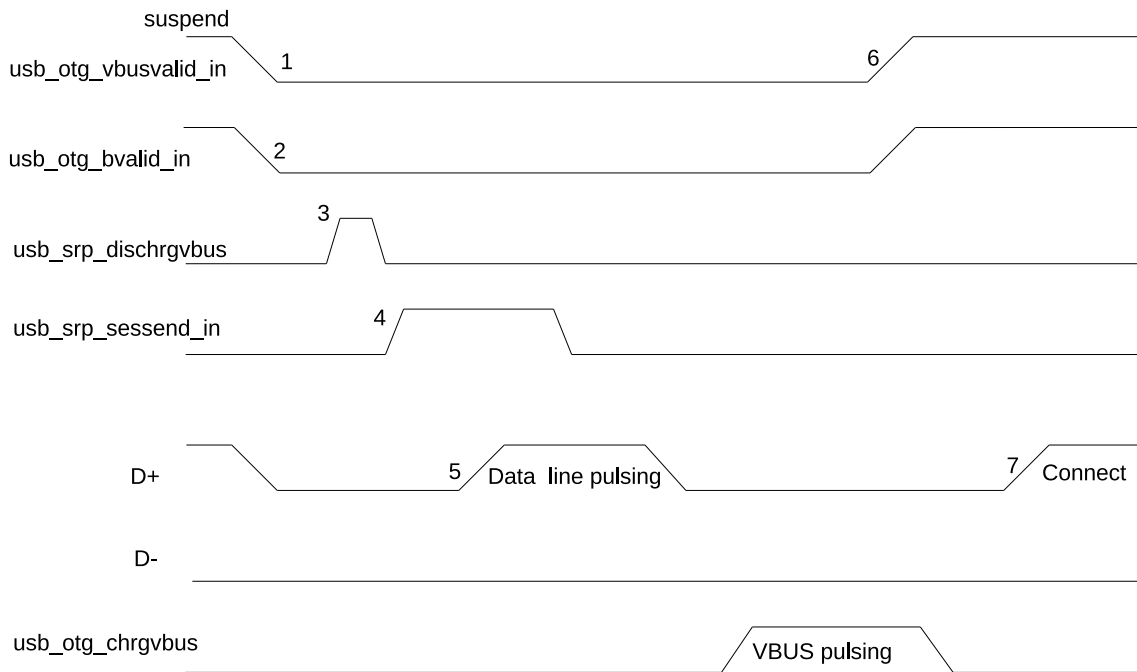 suspend
usb_otg_vbusvalid_in
1
6
usb_otg_bvalid_in
2
usb_srp_dischrgvbus
3
usb_srp_sessend_in
4
D+
5
Data line pulsing
7
Connect
D-
usb_otg_chrgvbus
VBUS pulsing